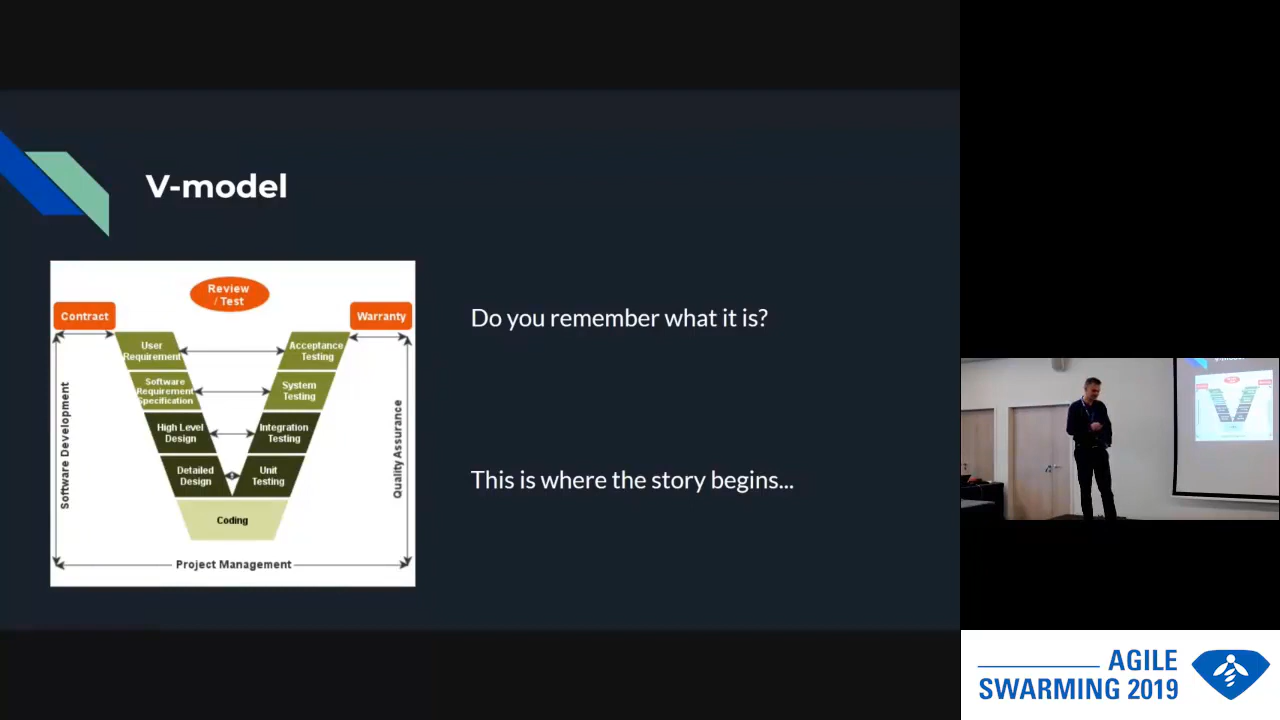 V-model
Review
/ Test
Contract
Warranty
User
Requirement
Acceptance
Testing
Software
Requirement
Specification
System
Testing
High Level
Design
Integration
Testing
Detailed
Design
Unit
Testing
Coding
Software Development
Quality Assurance
Project Management
Do you remember what it is?
This is where the story begins...
AGILE
SWARMING 2019